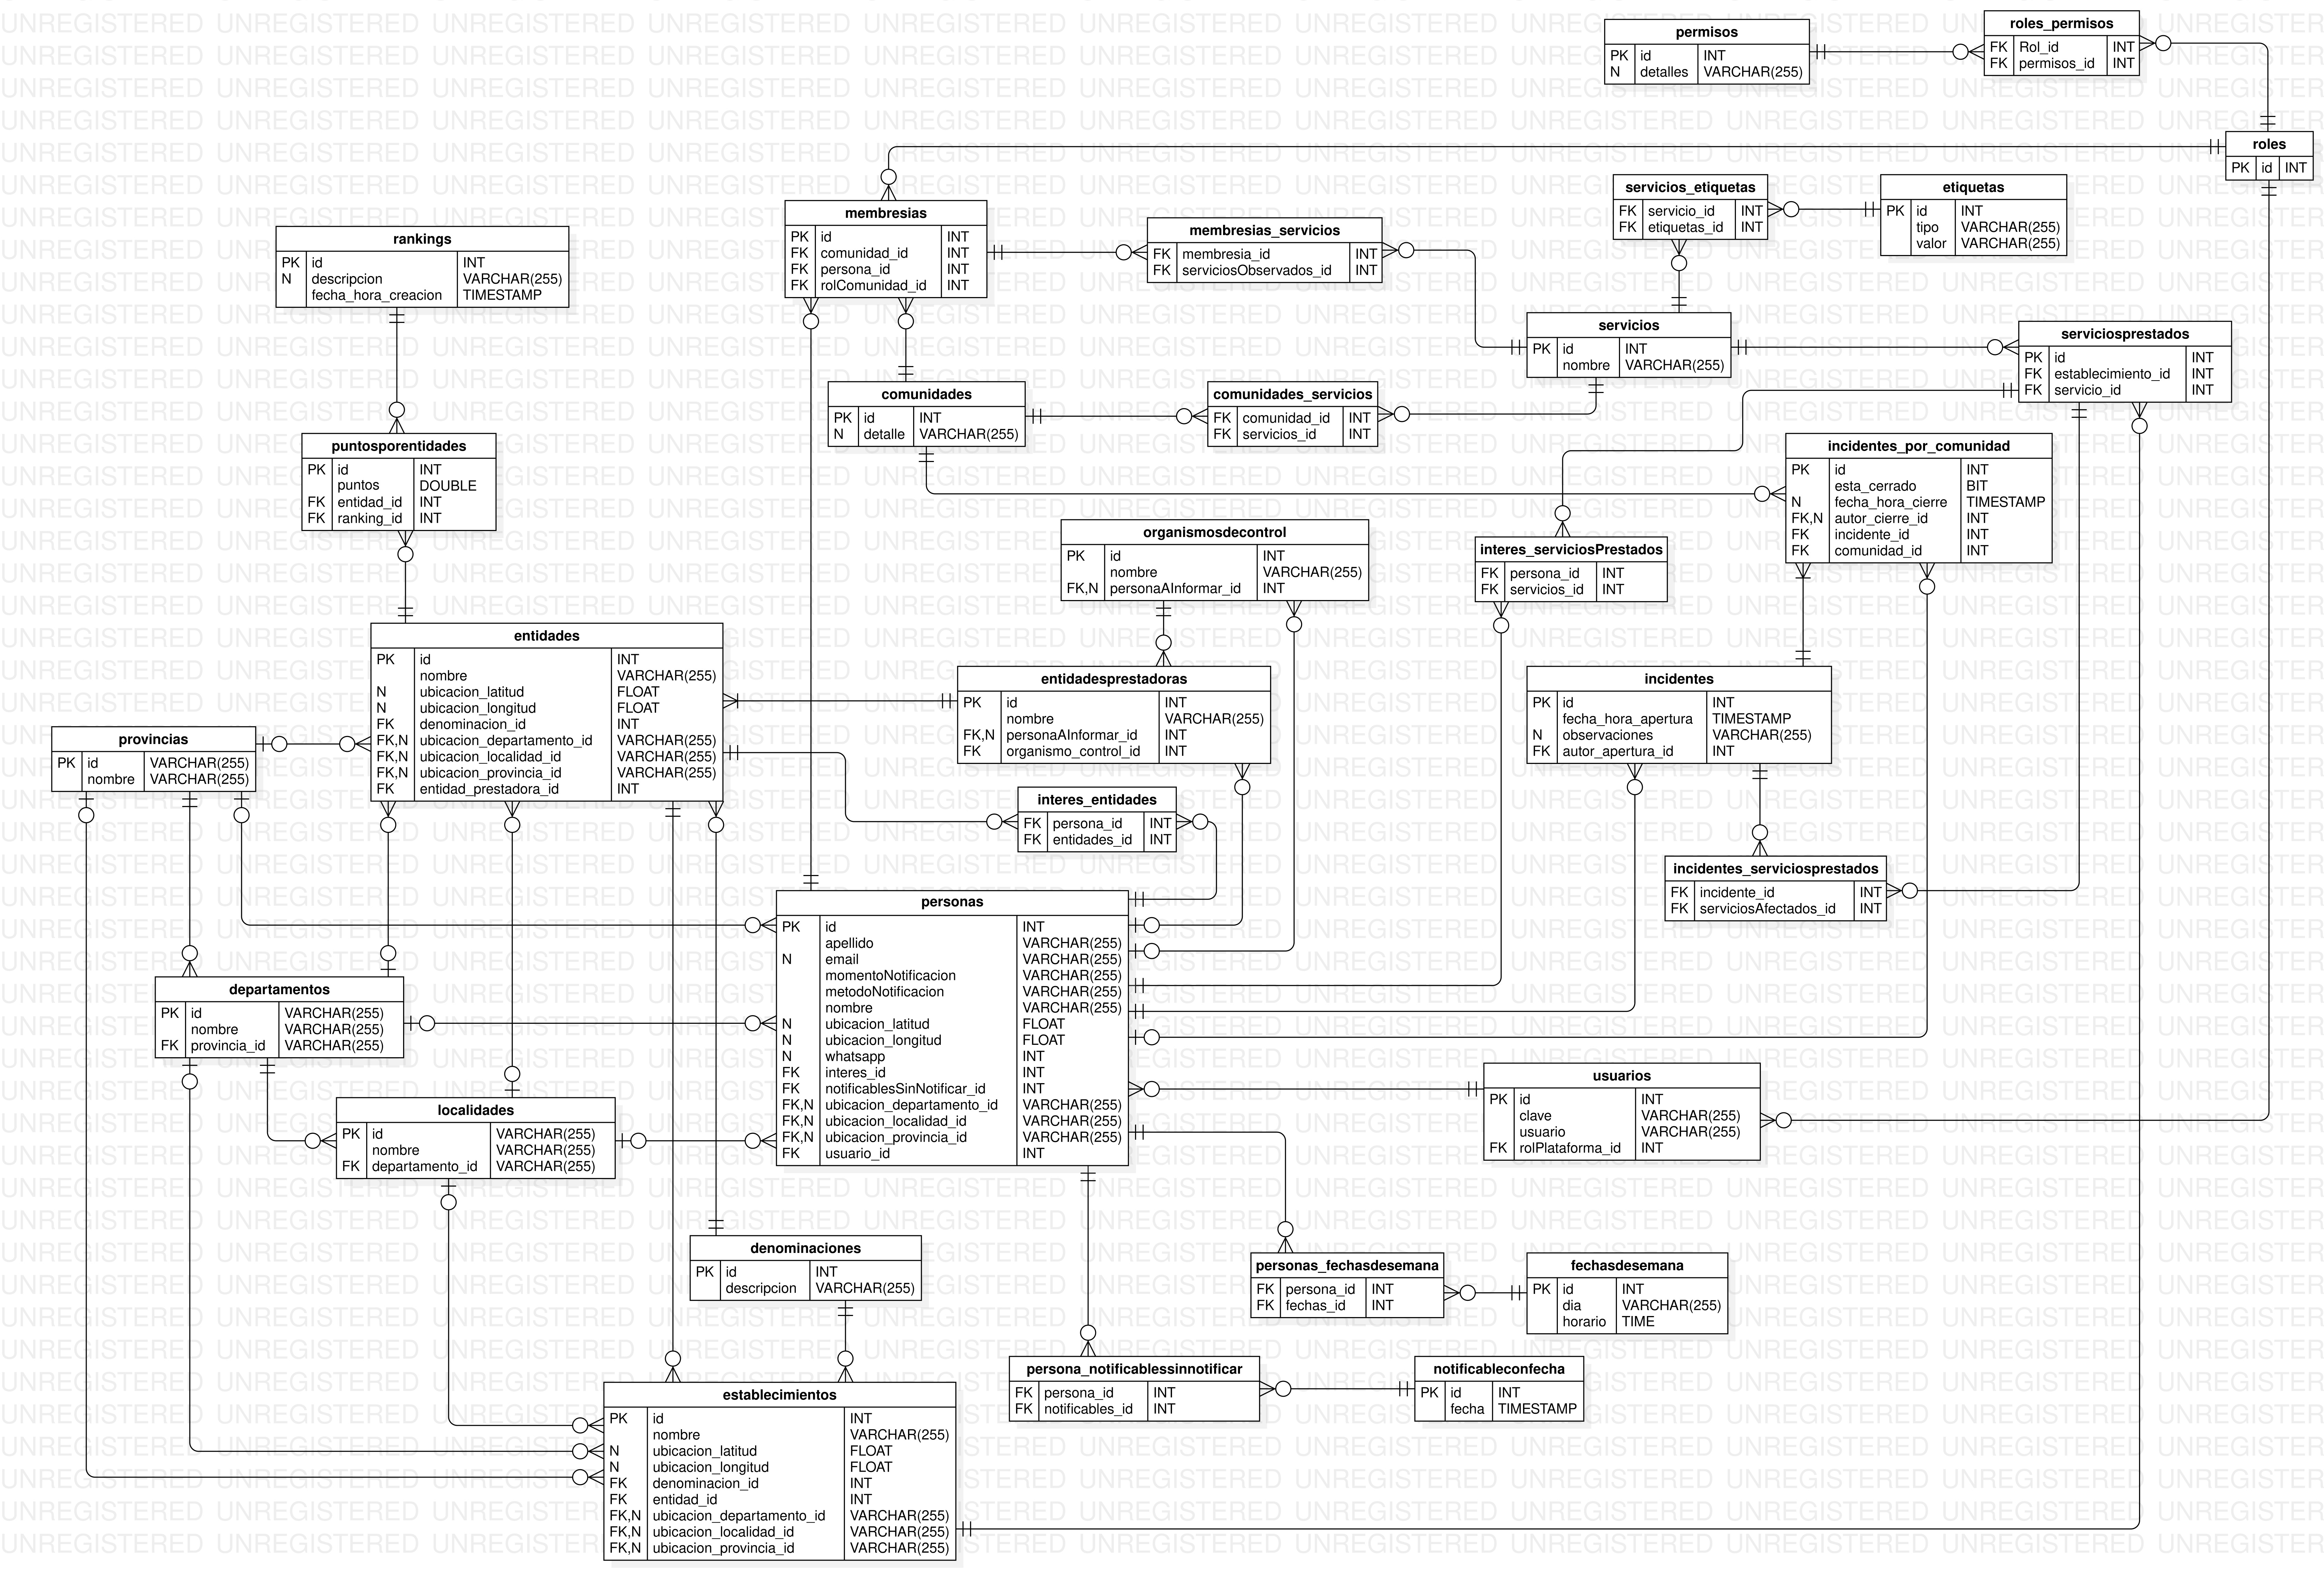 permisos
PK id INT
N detalles VARCHAR(255)
roles_permisos
FK Rol_id INT
FK permisos_id INT
roles
PK id INT
servicios_etiquetas
FK servicio_id INT
FK etiquetas_id INT
etiquetas
PK id INT
tipo VARCHAR(255)
valor VARCHAR(255)
membresias
PK id INT
FK comunidad_id INT
FK persona_id INT
FK rolComunidad_id INT
membresias_servicios
FK membresia_id INT
FK serviciosObservados_id INT
rankings
PK id INT
N descripcion VARCHAR(255)
fecha_hora_creacion TIMESTAMP
servicios
PK id INT
nombre VARCHAR(255)
serviciosprestados
PK id INT
FK establecimiento_id INT
FK servicio_id INT
comunidades
PK id INT
N detalle VARCHAR(255)
comunidades_servicios
FK comunidad_id INT
FK servicios_id INT
puntosporentidades
PK id INT
puntos DOUBLE
FK entidad_id INT
FK ranking_id INT
incidentes_por_comunidad
PK id INT
esta_cerrado BIT
N fecha_hora_cierre TIMESTAMP
FK,N autor_cierre_id INT
FK incidente_id INT
FK comunidad_id INT
organismosdecontrol
PK id INT
nombre VARCHAR(255)
FK,N personaAInformar_id INT
interes_serviciosPrestados
FK persona_id INT
FK servicios_id INT
entidades
PK id INT
nombre VARCHAR(255)
N ubicacion_latitud FLOAT
N ubicacion_longitud FLOAT
FK denominacion_id INT
FK,N ubicacion_departamento_id VARCHAR(255)
FK,N ubicacion_localidad_id VARCHAR(255)
FK,N ubicacion_provincia_id VARCHAR(255)
FK entidad_prestadora_id INT
entidadesprestadoras
PK id INT
nombre VARCHAR(255)
FK,N personaAInformar_id INT
FK organismo_control_id INT
incidentes
PK id INT
fecha_hora_apertura TIMESTAMP
N observaciones VARCHAR(255)
FK autor_apertura_id INT
provincias
PK id VARCHAR(255)
nombre VARCHAR(255)
interes_entidades
FK persona_id INT
FK entidades_id INT
incidentes_serviciosprestados
FK incidente_id INT
FK serviciosAfectados_id INT
personas
PK id INT
apellido VARCHAR(255)
N email VARCHAR(255)
momentoNotificacion VARCHAR(255)
metodoNotificacion VARCHAR(255)
nombre VARCHAR(255)
N ubicacion_latitud FLOAT
N ubicacion_longitud FLOAT
N whatsapp INT
FK interes_id INT
FK notificablesSinNotificar_id INT
FK,N ubicacion_departamento_id VARCHAR(255)
FK,N ubicacion_localidad_id VARCHAR(255)
FK,N ubicacion_provincia_id VARCHAR(255)
FK usuario_id INT
departamentos
PK id VARCHAR(255)
nombre VARCHAR(255)
FK provincia_id VARCHAR(255)
usuarios
PK id INT
clave VARCHAR(255)
usuario VARCHAR(255)
FK rolPlataforma_id INT
localidades
PK id VARCHAR(255)
nombre VARCHAR(255)
FK departamento_id VARCHAR(255)
denominaciones
PK id INT
descripcion VARCHAR(255)
personas_fechasdesemana
FK persona_id INT
FK fechas_id INT
fechasdesemana
PK id INT
dia VARCHAR(255)
horario TIME
persona_notificablessinnotificar
FK persona_id INT
FK notificables_id INT
notificableconfecha
PK id INT
fecha TIMESTAMP
establecimientos
PK id INT
nombre VARCHAR(255)
N ubicacion_latitud FLOAT
N ubicacion_longitud FLOAT
FK denominacion_id INT
FK entidad_id INT
FK,N ubicacion_departamento_id VARCHAR(255)
FK,N ubicacion_localidad_id VARCHAR(255)
FK,N ubicacion_provincia_id VARCHAR(255)
UNREGISTERED